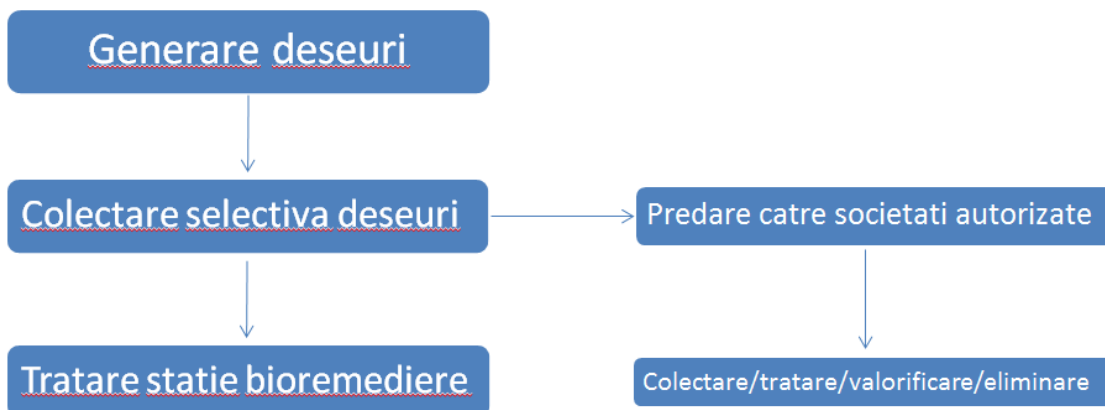 Generare deseuri
Colectare selectiva deseuri
Predare catre societati autorizate
Tratare statie bioremediere
Colectare/tratare/valorificare/eliminare